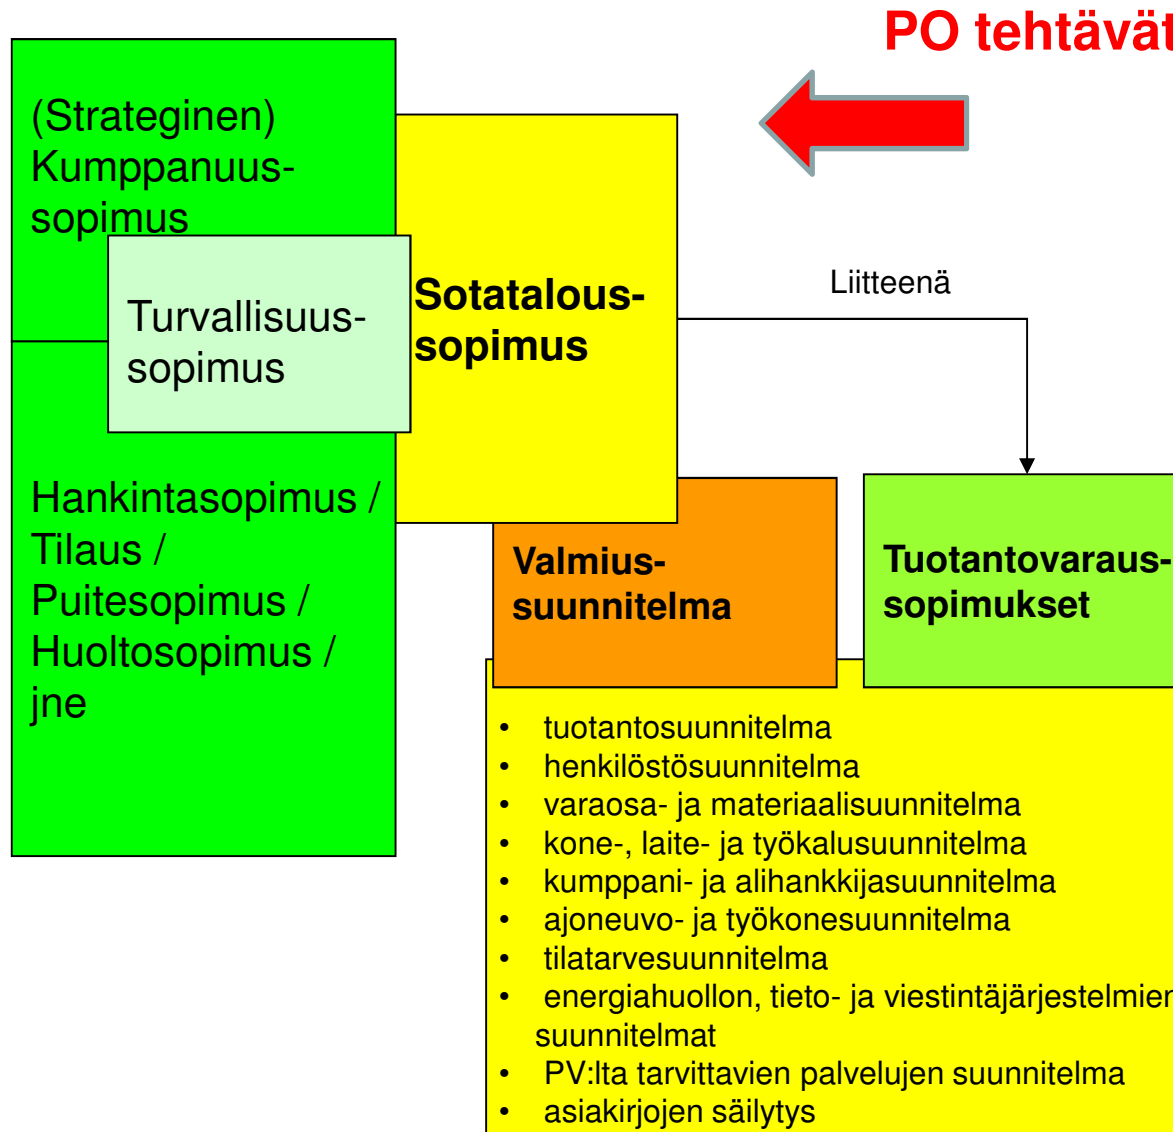 PO tehtävät
(Strateginen)
Kumppanuus-
sopimus
Turvallisuus-
sopimus
Sotatalous-
sopimus
Liitteenä
Hankintasopimus /
Tilaus /
Puitesopimus /
Huoltosopimus /
jne
Valmius-
suunnitelma
Tuotantovaraus-
sopimukset
• tuotantosuunnitelma
• henkilöstösuunnitelma
• varaosa- ja materiaalisuunnitelma
• kone-, laite- ja työkalusuunnitelma
• kumppani- ja alihankkijasuunnitelma
• ajoneuvo- ja työkonesuunnitelma
• tilatarvesuunnitelma
• energiahuollon, tieto- ja viestintäjärjestelmien
suunnitelmat
• PV:lta tarvittavien palvelujen suunnitelma
• asiakirjojen säilytys